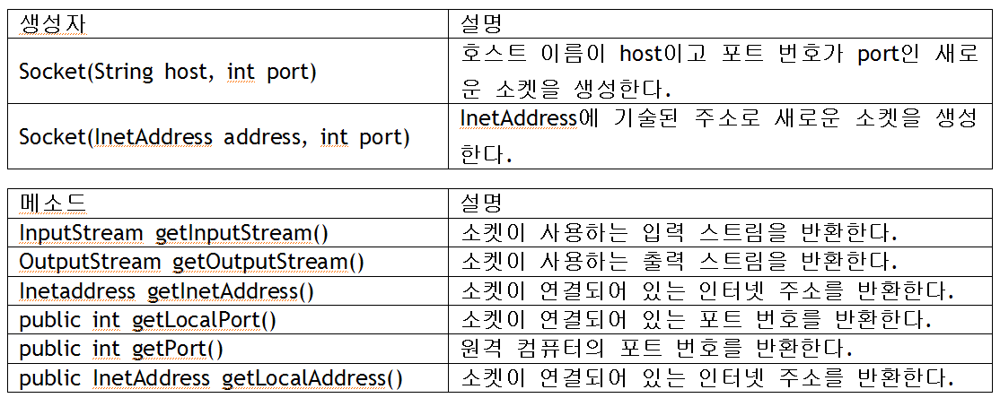 생성자 설명
Socket(String host, int port) 호스트 이름이 host이고 포트 번호가 port인 새로
운 소켓을 생성한다.
Socket(InetAddress address, int port) InetAddress에 기술된 주소로 새로운 소켓을 생성
한다.
메소드 설명
InputStream getInputStream() 소켓이 사용하는 입력 스트림을 반환한다.
OutputStream getOutputStream() 소켓이 사용하는 출력 스트림을 반환한다.
Inetaddress getInetAddress() 소켓이 연결되어 있는 인터넷 주소를 반환한다.
public int getLocalPort() 소켓이 연결되어 있는 포트 번호를 반환한다.
public int getPort() 원격 컴퓨터의 포트 번호를 반환한다.
public InetAddress getLocalAddress() 소켓이 연결되어 있는 인터넷 주소를 반환한다.